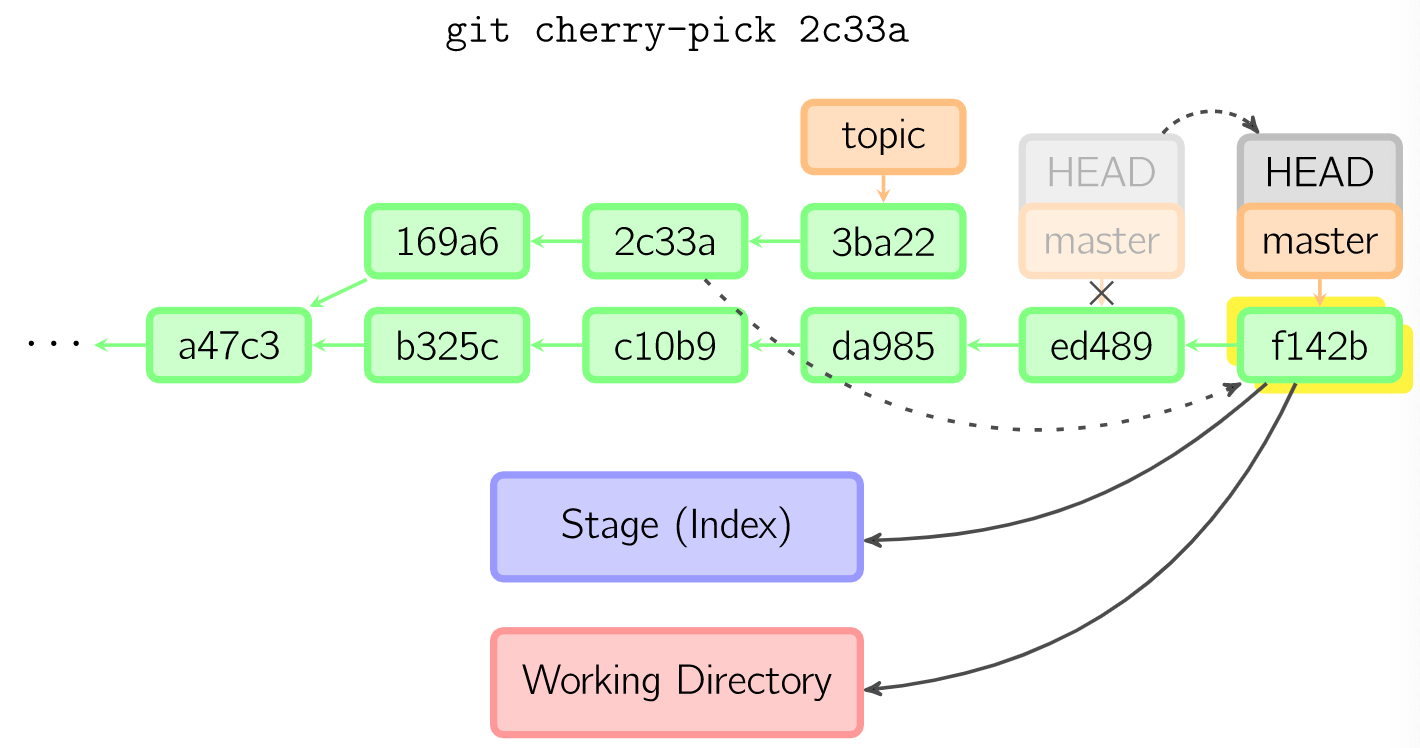 git cherry-pick 2c33a
topic
HEAD
HEAD
master
master
169a6
2c33a
3ba22
...
a47c3
b325c
c10b9
da985
ed489
f142b
Stage (Index)
Working Directory